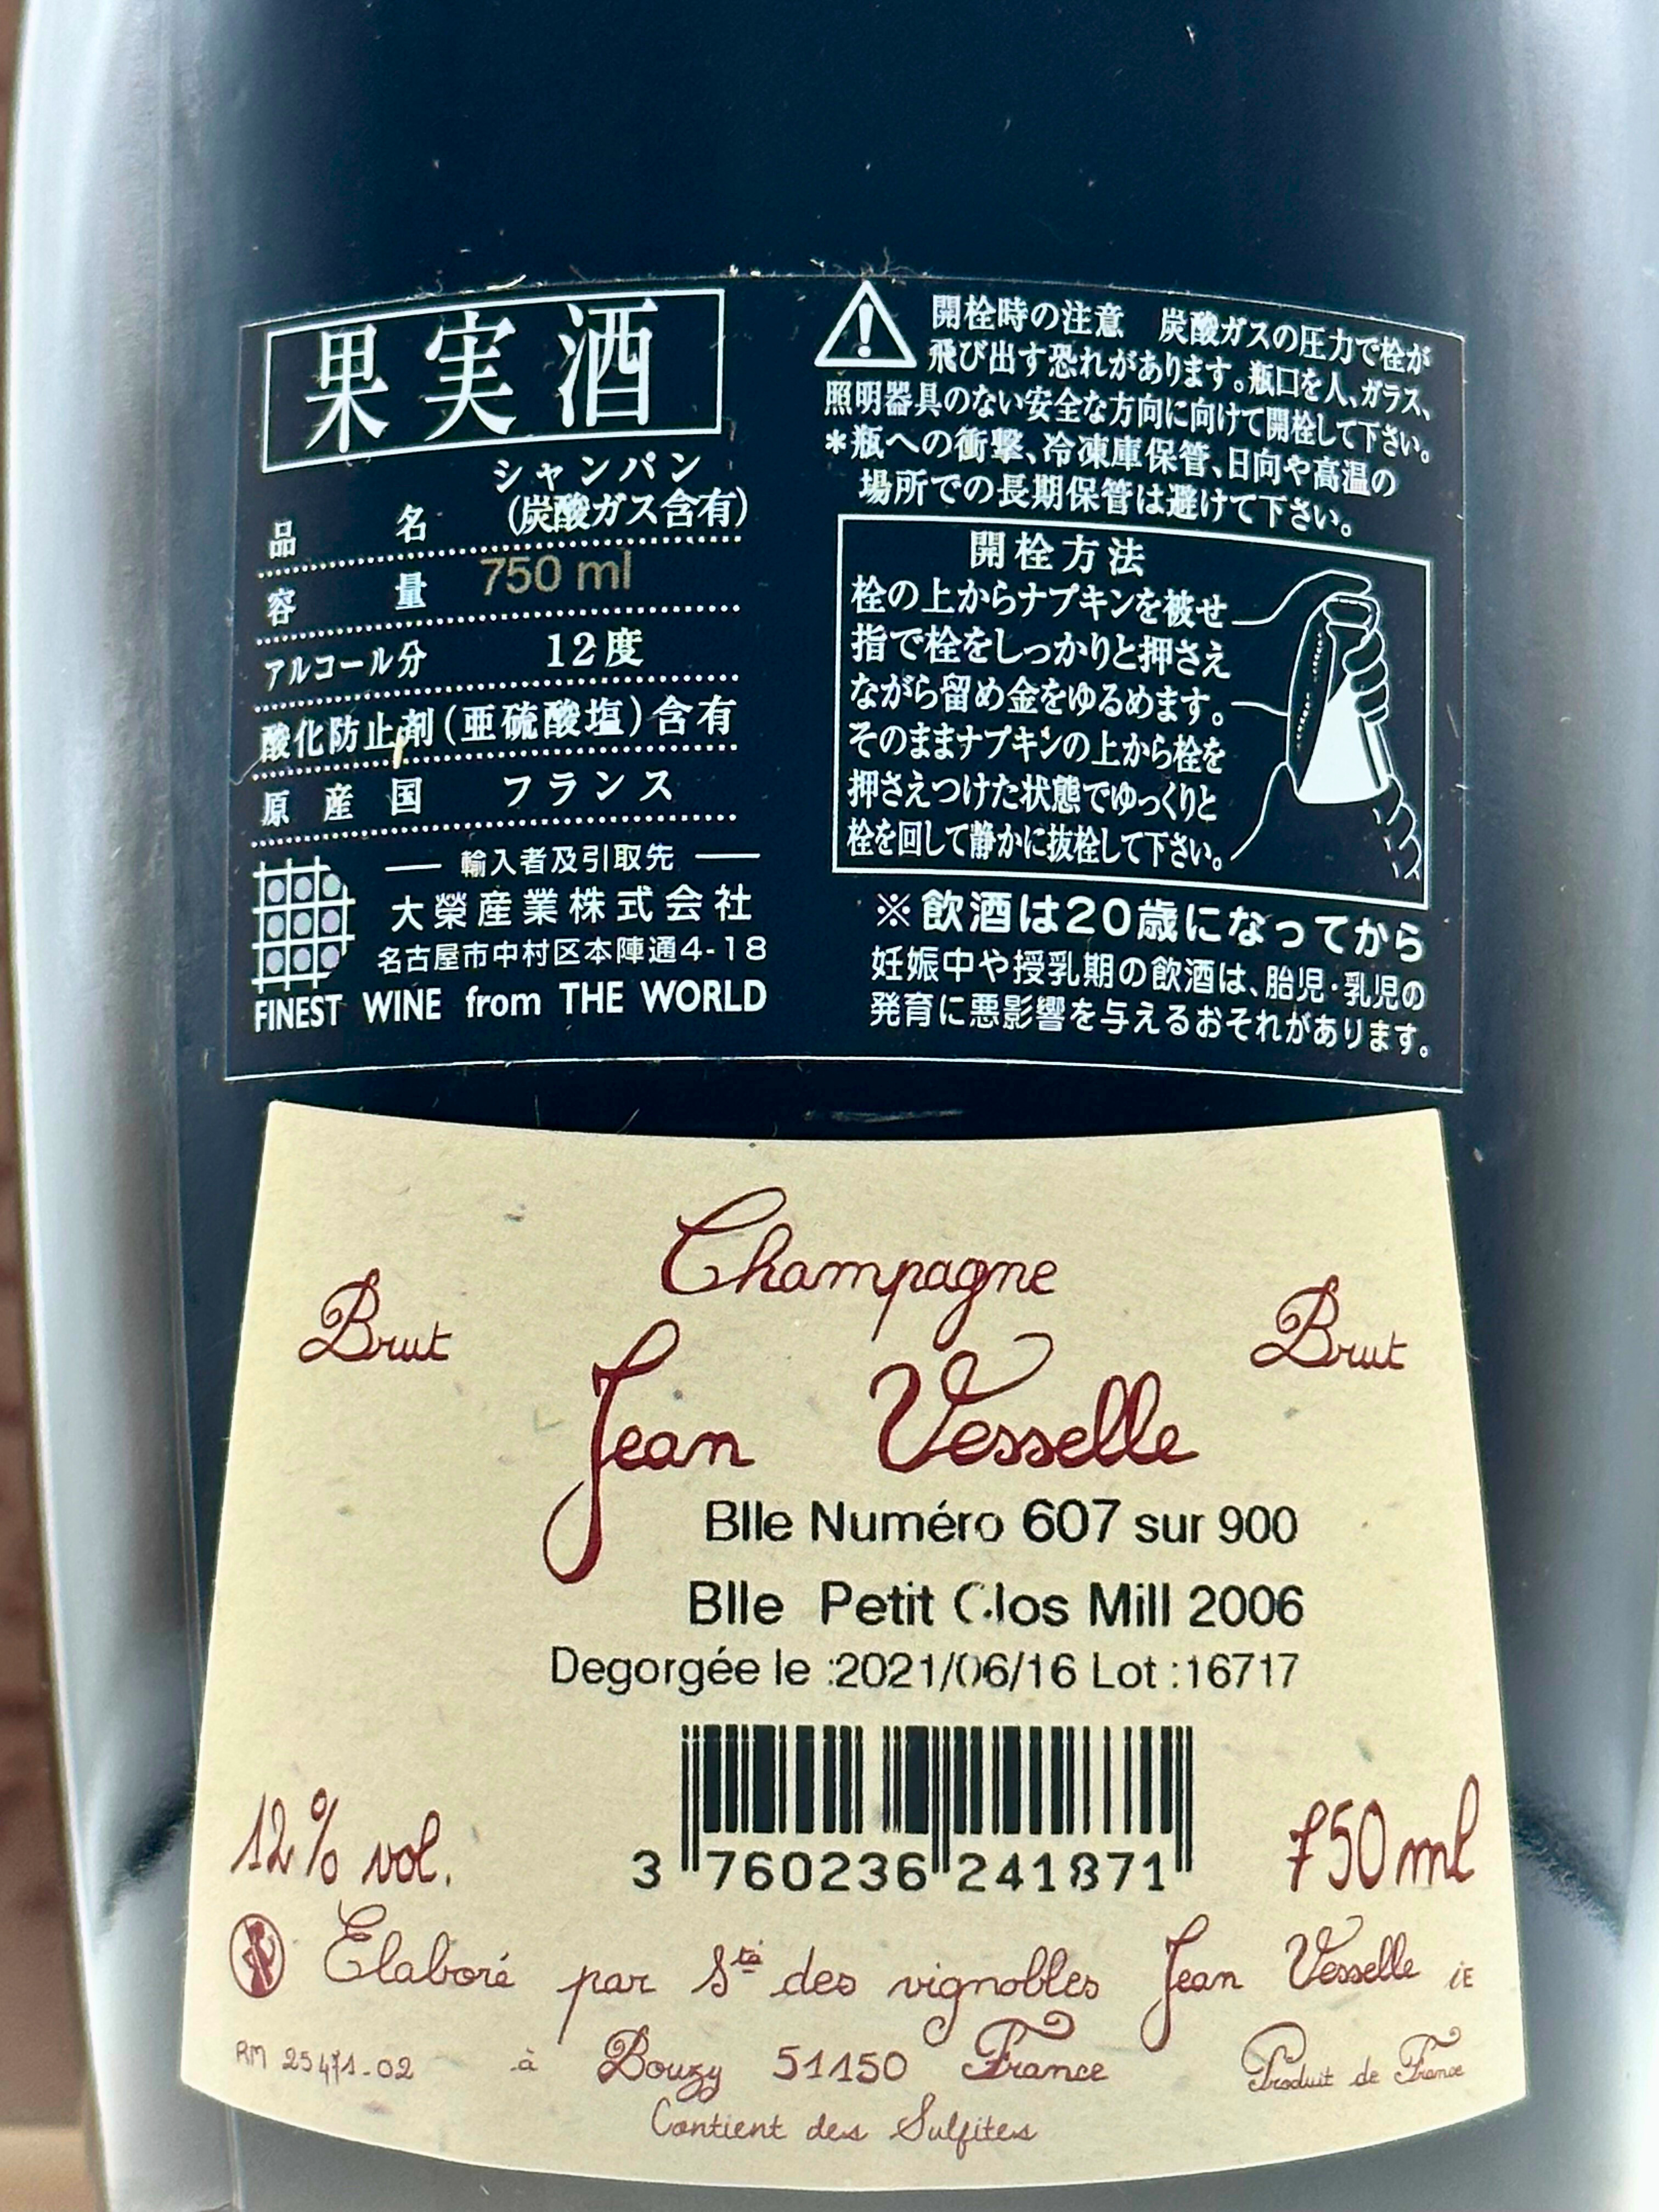 果実酒
品名 シャンパン
(炭酸ガス含有)
容量 750 ml
アルコール分 12度
酸化防止剤(亜硫酸塩)含有
原産国 フランス
輸入者及引取先
大榮産業株式会社
名古屋市中村区本陣通4-18
FINEST WINE from THE WORLD
開栓時の注意 炭酸ガスの圧力で栓が
飛び出す恐れがあります。瓶口を人、ガラス、
照明器具のない安全な方向に向けて開栓して下さい。
*瓶への衝撃、冷凍庫保管、日向や高温の
場所での長期保管は避けて下さい。
開栓方法
栓の上からナプキンを被せ
指で栓をしっかりと押さえ
ながら留め金をゆるめます。
そのままナプキンの上から栓を
押さえつけた状態でゆっくりと
栓を回して静かに抜栓して下さい。
※飲酒は20歳になってから
妊娠中や授乳期の飲酒は、胎児・乳児の
発育に悪影響を与えるおそれがあります。
Champagne
Brut Brut
Jean Vesselle
Blle Numéro 607 sur 900
Blle Petit Clos Mill 2006
Degorgée le :2021/06/16 Lot :16717
3 760236 241871
12% vol. 750 ml
Elaboré par Sté des vignobles Jean Vesselle iE
RM 25471-02 à Bouzy 51150 France Produit de France
Contient des Sulfites